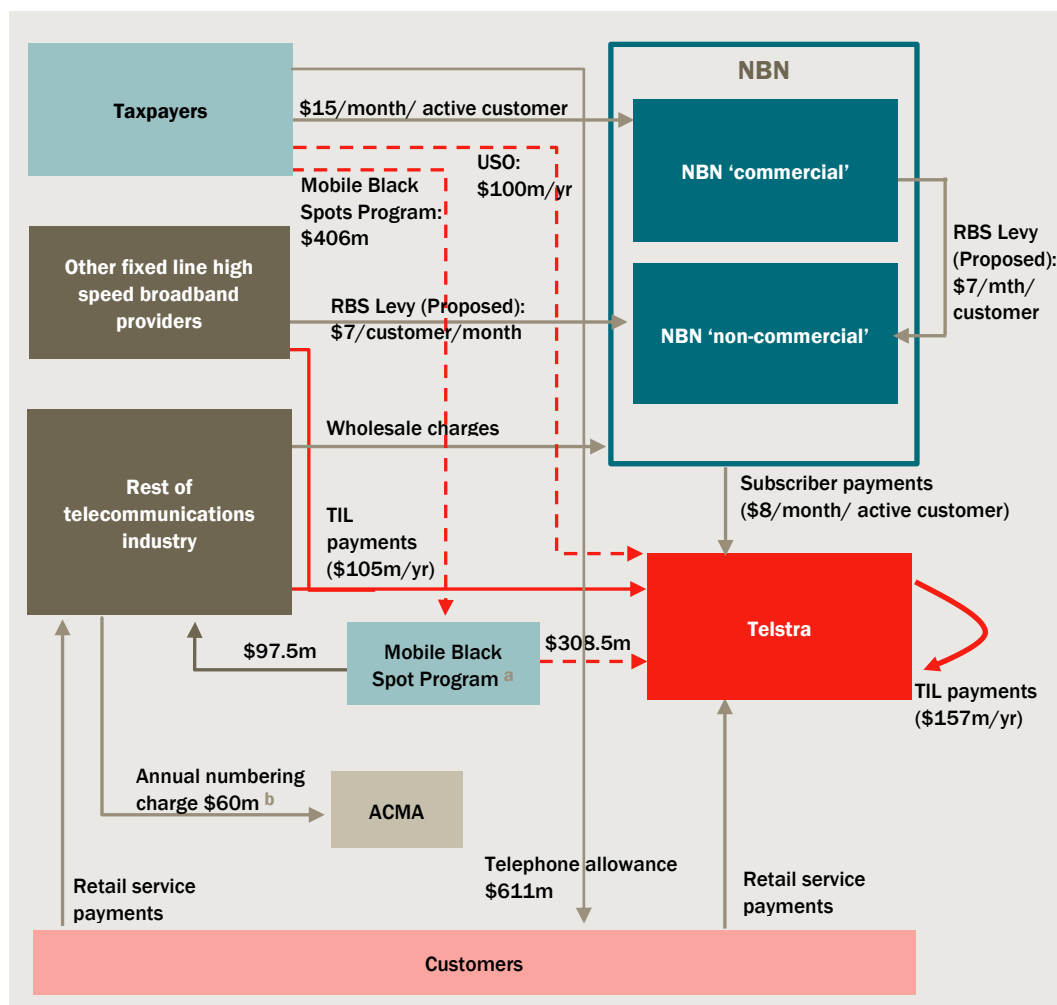 NBN
Taxpayers
$15/month/ active customer
NBN ‘commercial’
USO:
$100m/yr
Mobile Black
Spots Program:
$406m
RBS Levy
(Proposed):
$7/mth/
customer
Other fixed line high
speed broadband
providers
RBS Levy (Proposed):
$7/customer/month
NBN ‘non-commercial’
Wholesale charges
Rest of
telecommunications
industry
Subscriber payments
($8/month/ active customer)
TIL
payments
($105m/yr)
Telstra
$97.5m
Mobile Black
Spot Program a
$308.5m
TIL payments
($157m/yr)
Annual numbering
charge $60m b
ACMA
Telephone allowance
$611m
Retail service
payments
Retail service
payments
Customers